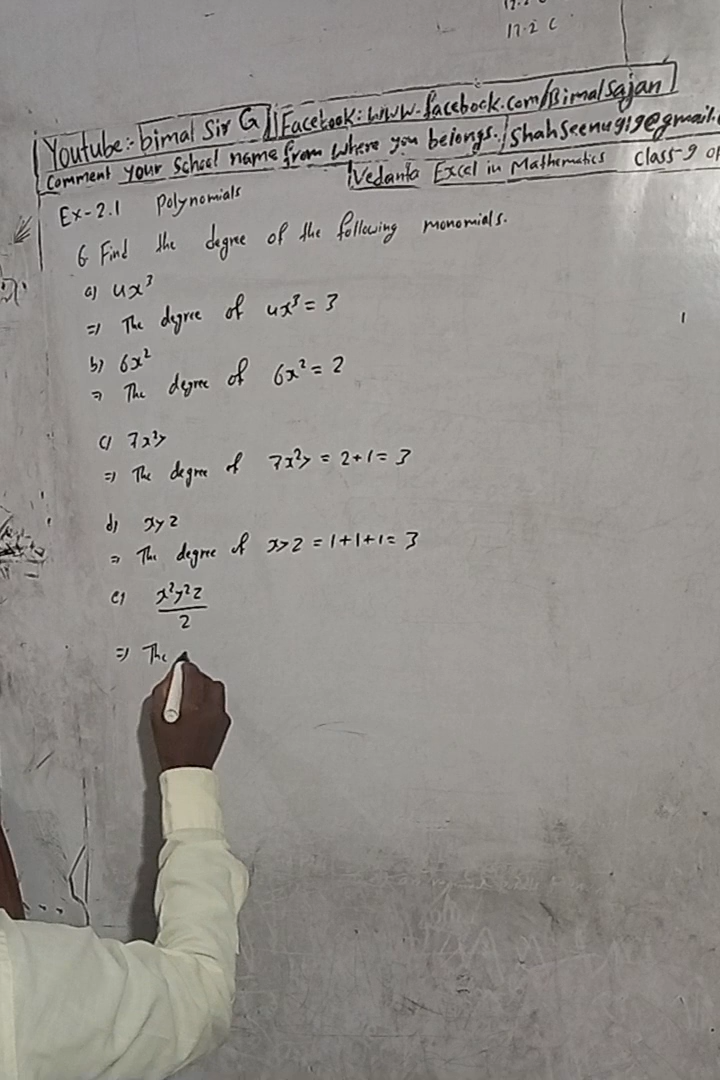 17.2 C
Youtube:- bimal Sir G || Facebook: www.facebook.com/Bimalsajan
Comment your School name from where you belongs. / Shahseenu919@gmail.
Vedanta Excel in Mathematics Class-9
Ex-2.1 Polynomials
6 Find the degree of the following monomials.
a) 4x³
=) The degree of 4x³ = 3
b) 6x²
=) The degree of 6x² = 2
c) 7x²y
=) The degree of 7x²y = 2+1 = 3
d) xyz
=) The degree of xyz = 1+1+1 = 3
e) x²y²z
2
=) The